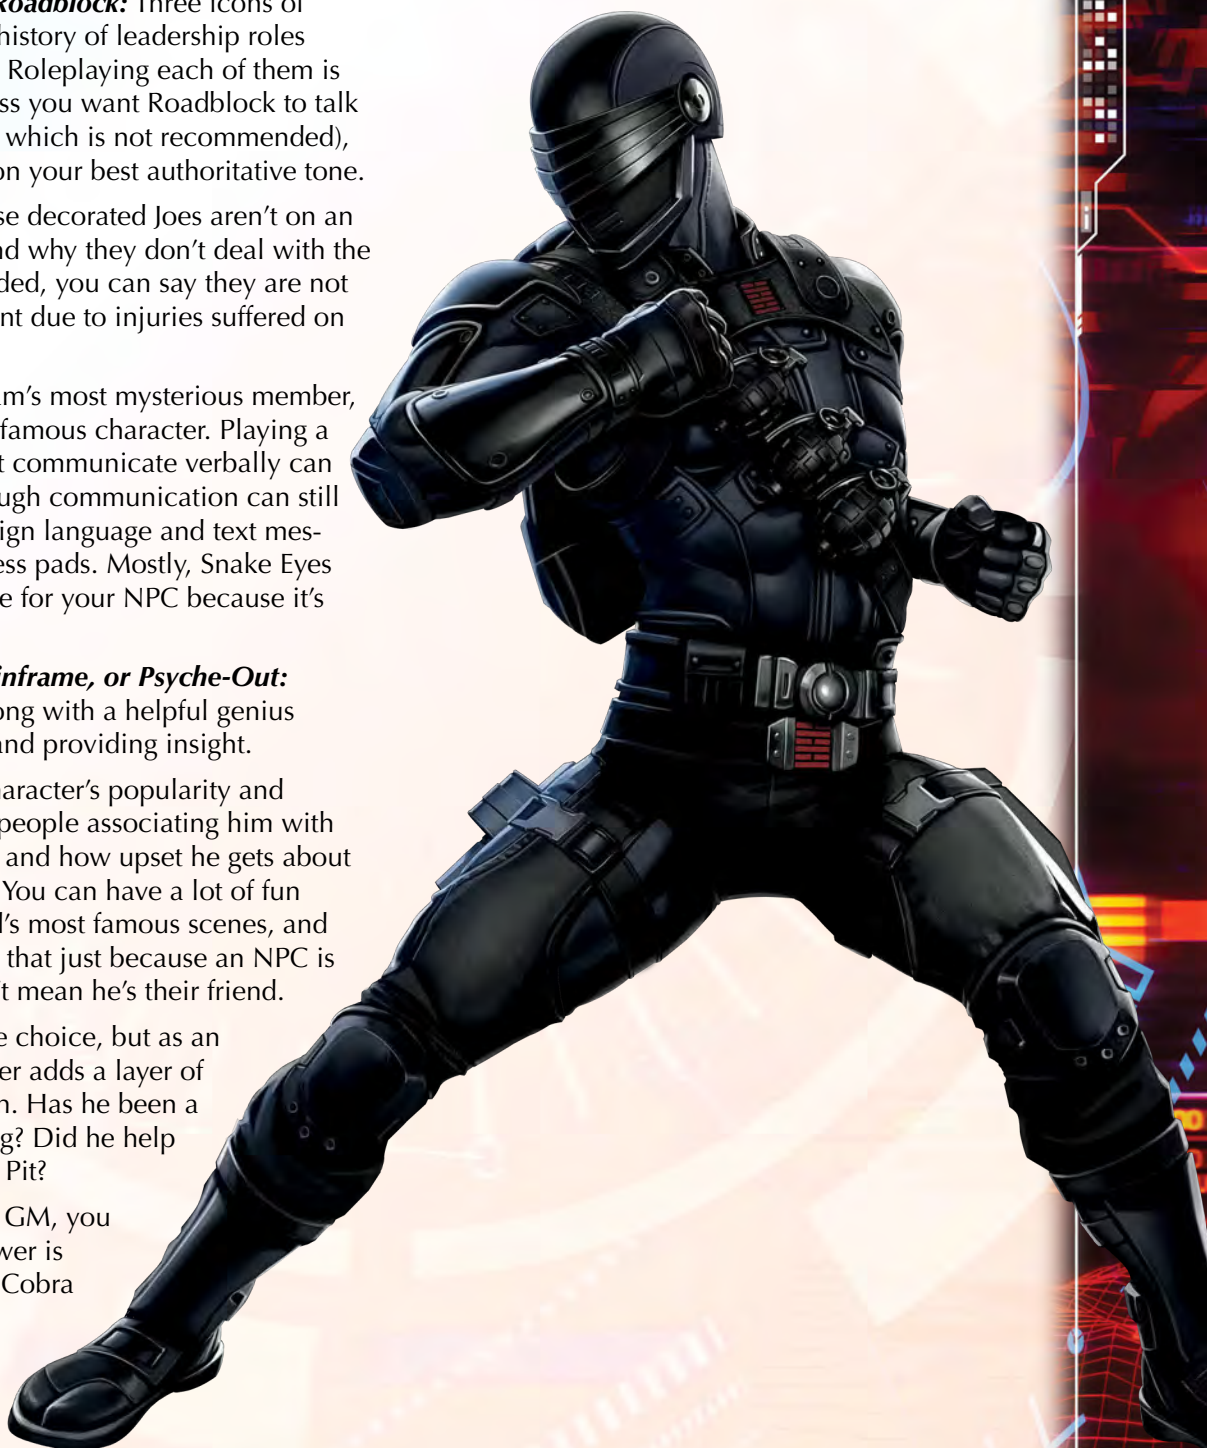 Roadblock: Three icons of
history of leadership roles
Roleplaying each of them is
ss you want Roadblock to talk
which is not recommended),
on your best authoritative tone.
se decorated Joes aren't on an
nd why they don't deal with the
ded, you can say they are not
nt due to injuries suffered on
am's most mysterious member,
famous character. Playing a
t communicate verbally can
ugh communication can still
ign language and text mes-
ess pads. Mostly, Snake Eyes
e for your NPC because it's
inframe, or Psyche-Out:
ong with a helpful genius
and providing insight.
haracter's popularity and
people associating him with
and how upset he gets about
You can have a lot of fun
l's most famous scenes, and
that just because an NPC is
't mean he's their friend.
e choice, but as an
er adds a layer of
n. Has he been a
g? Did he help
Pit?
GM, you
wer is
Cobra